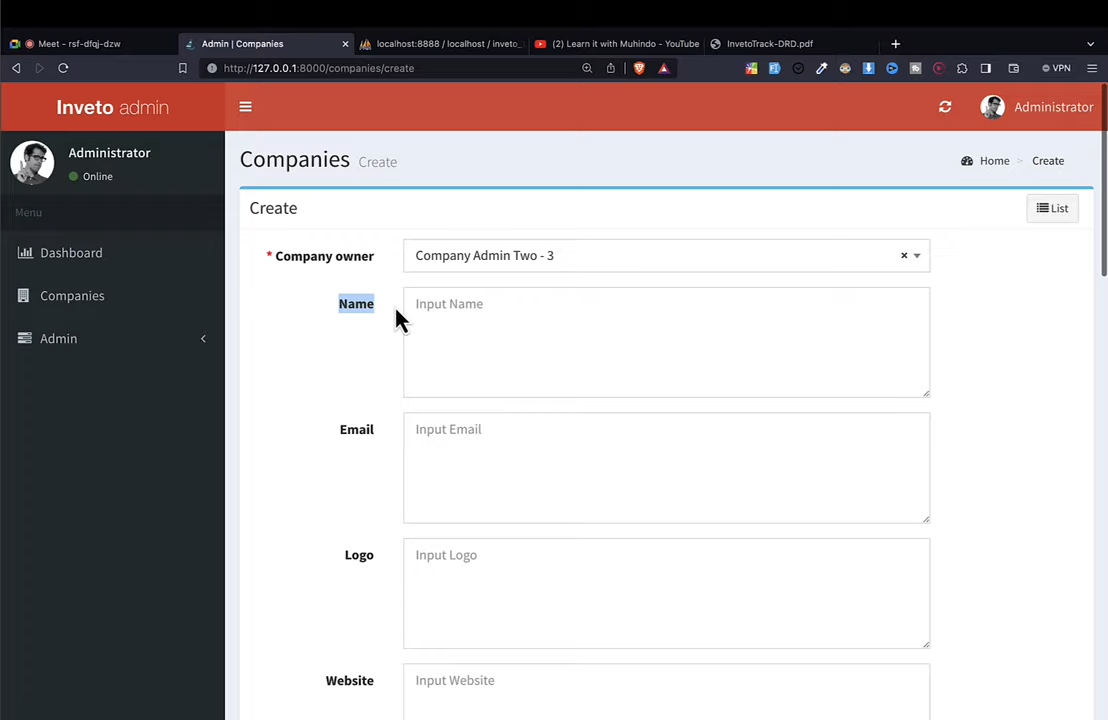 Meet - rsf-dfqj-dzw
Admin | Companies
localhost:8888 / localhost / inveto_
(2) Learn it with Muhindo - YouTube
InvetoTrack-DRD.pdf
http://127.0.0.1:8000/companies/create
VPN
Inveto admin
Administrator
Administrator
Online
Menu
Dashboard
Companies
Admin
Companies Create
Home > Create
Create
List
* Company owner
Company Admin Two - 3
Name
Input Name
Email
Input Email
Logo
Input Logo
Website
Input Website